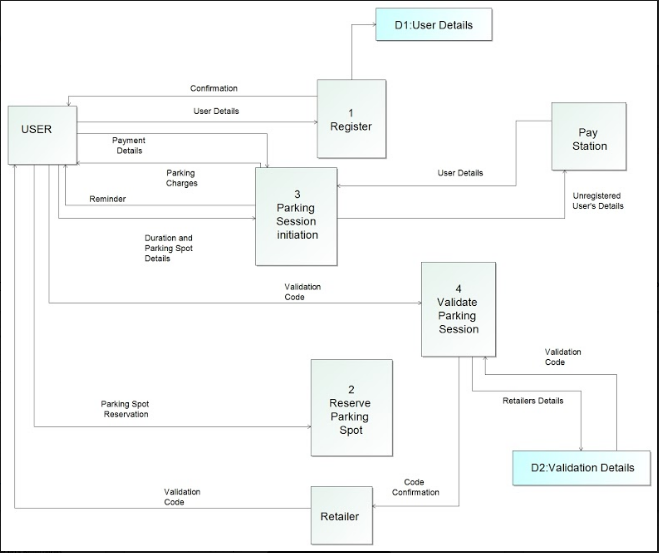 D1:User Details
Confirmation
User Details
1
Register
USER
Pay
Station
Payment
Details
Parking
Charges
User Details
Reminder
3
Parking
Session
initiation
Unregistered
User's Details
Duration and
Parking Spot
Details
Validation
Code
4
Validate
Parking
Session
Validation
Code
2
Reserve
Parking
Spot
Parking Spot
Reservation
Retailers Details
D2:Validation Details
Code
Confirmation
Validation
Code
Retailer